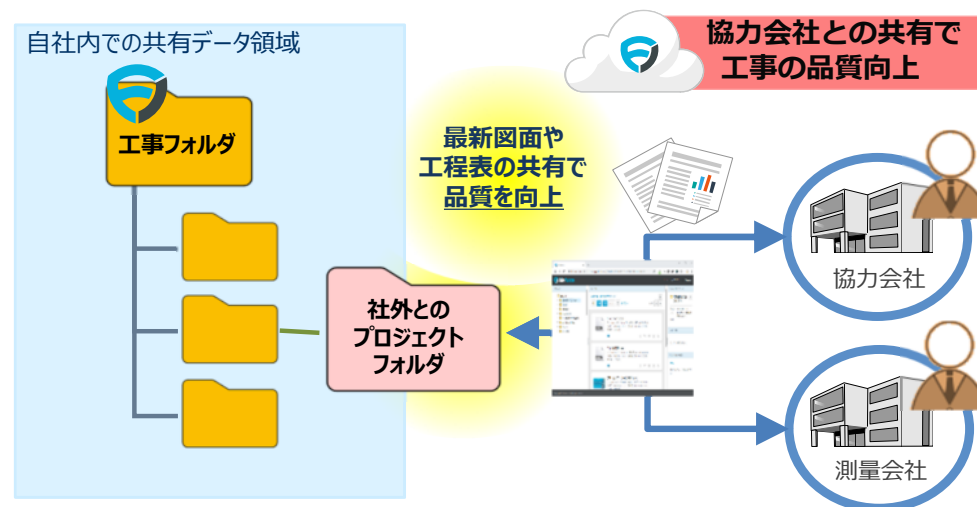 自社内での共有データ領域
工事フォルダ
社外との
プロジェクト
フォルダ
最新図面や
工程表の共有で
品質を向上
協力会社との共有で
工事の品質向上
協力会社
測量会社